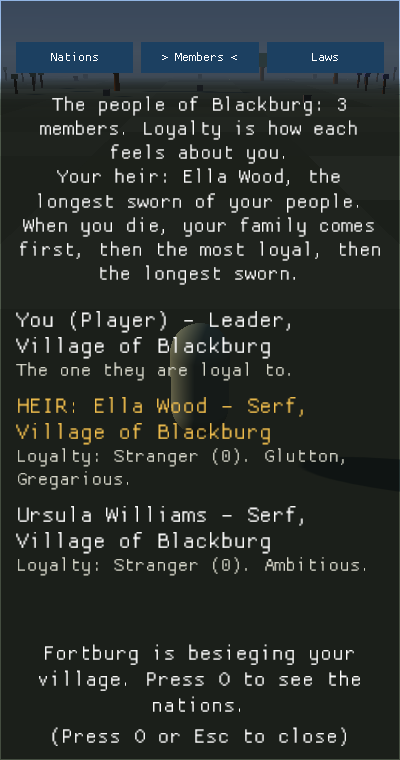 Nations
> Members <
Laws
The people of Blackburg: 3
members. Loyalty is how each
feels about you.
Your heir: Ella Wood, the
longest sworn of your people.
When you die, your family comes
first, then the most loyal, then
the longest sworn.
You (Player) - Leader,
Village of Blackburg
The one they are loyal to.
HEIR: Ella Wood - Serf,
Village of Blackburg
Loyalty: Stranger (0). Glutton,
Gregarious.
Ursula Williams - Serf,
Village of Blackburg
Loyalty: Stranger (0). Ambitious.
Fortburg is besieging your
village. Press O to see the
nations.
(Press O or Esc to close)